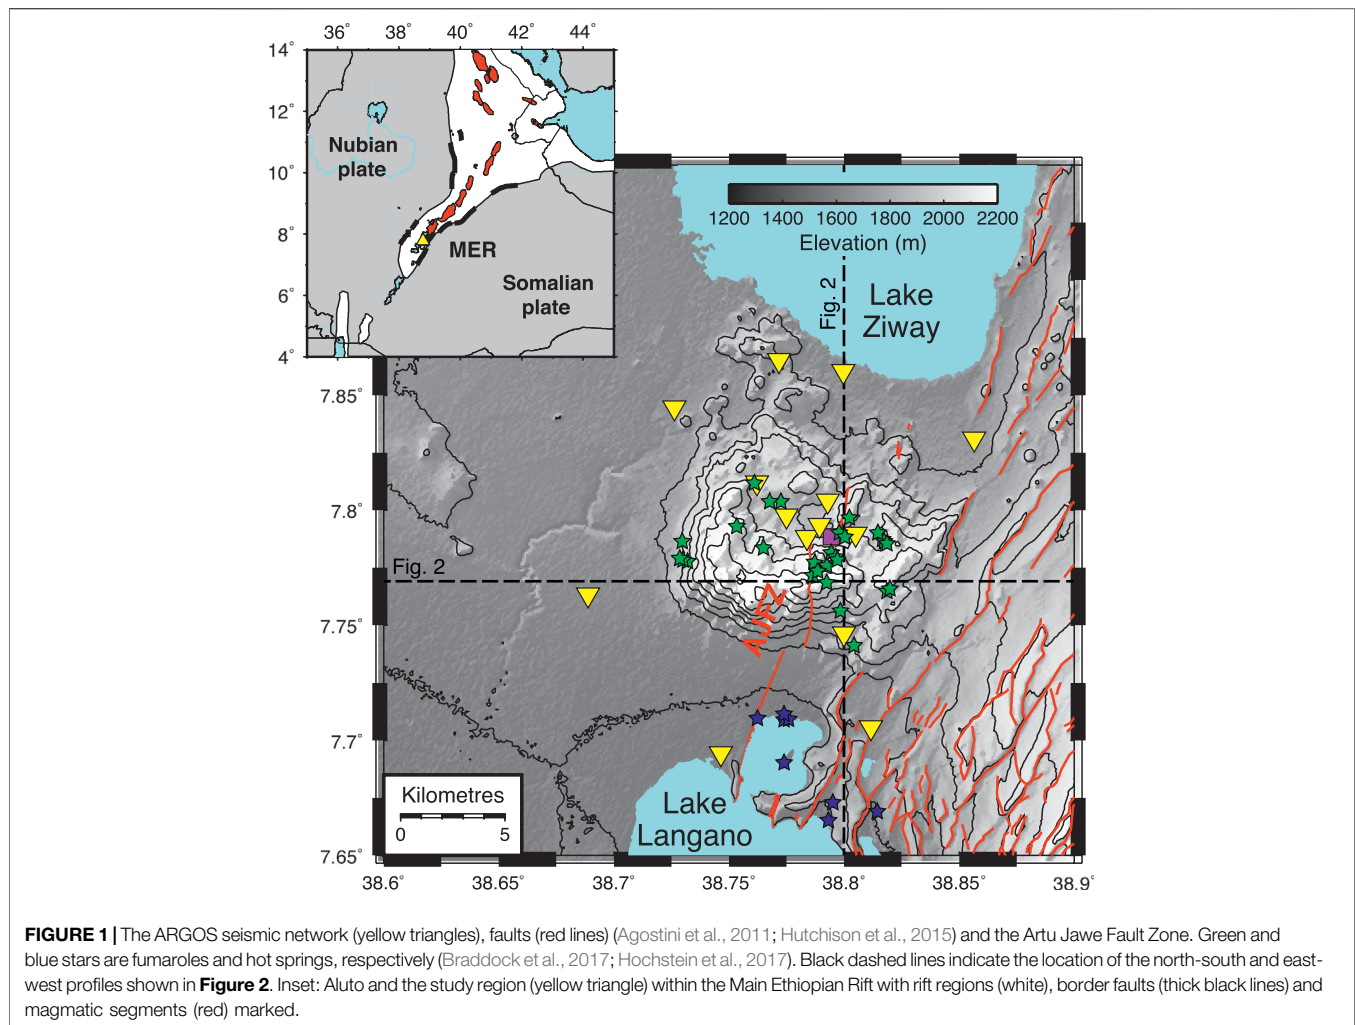 36° 38° 40° 42° 44°
14°
12°
10°
8°
6°
4°
Nubian
plate
MER
Somalian
plate
1200 1400 1600 1800 2000 2200
Elevation (m)
Fig. 2
Lake
Ziway
7.85°
7.8°
7.75°
7.7°
7.65°
Fig. 2
AJFZ
Kilometres
0 5
Lake
Langano
38.6° 38.65° 38.7° 38.75° 38.8° 38.85° 38.9°
FIGURE 1 | The ARGOS seismic network (yellow triangles), faults (red lines) (Agostini et al., 2011; Hutchison et al., 2015) and the Artu Jawe Fault Zone. Green and
blue stars are fumaroles and hot springs, respectively (Braddock et al., 2017; Hochstein et al., 2017). Black dashed lines indicate the location of the north-south and east-
west profiles shown in Figure 2. Inset: Aluto and the study region (yellow triangle) within the Main Ethiopian Rift with rift regions (white), border faults (thick black lines) and
magmatic segments (red) marked.